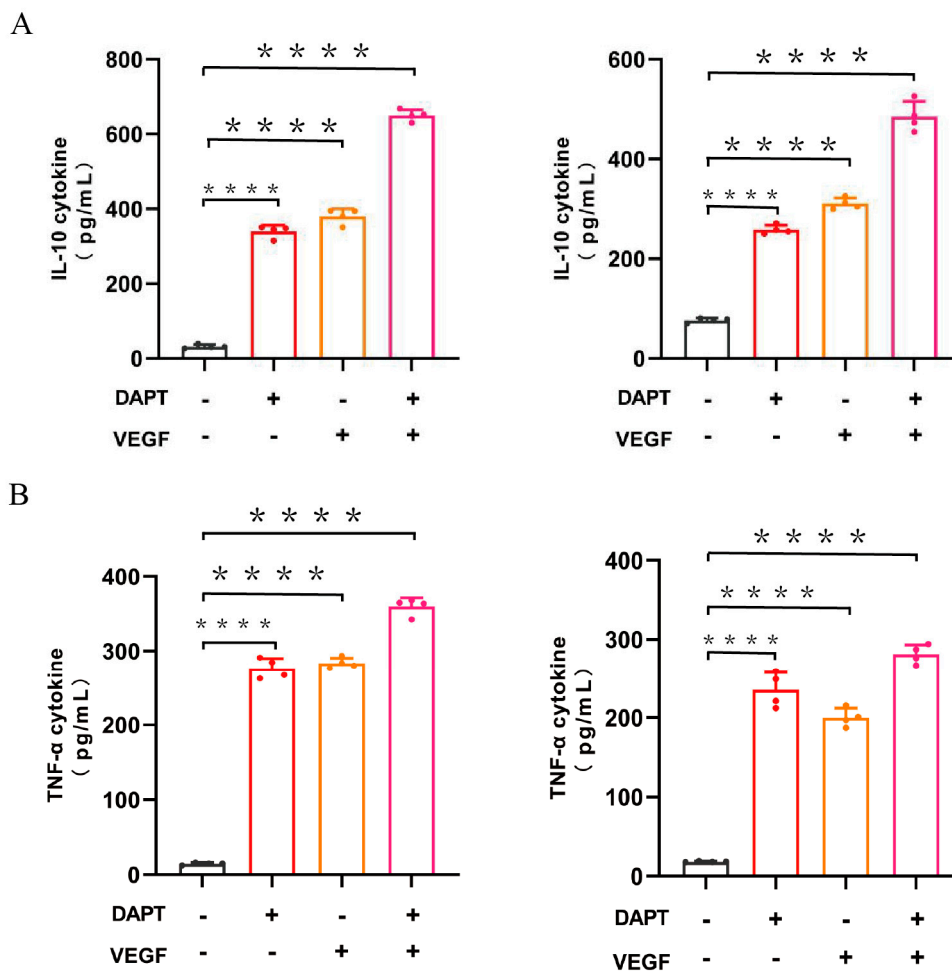 A
IL-10 cytokine
( pg/mL)
800
600
400
200
0
* * * *
* * * *
* * * *
DAPT - + - +
VEGF - - + +
IL-10 cytokine
( pg/mL)
600
400
200
0
* * * *
* * * *
* * * *
DAPT - + - +
VEGF - - + +
B
TNF-α cytokine
( pg/mL)
400
300
200
100
0
* * * *
* * * *
* * * *
DAPT - + - +
VEGF - - + +
TNF-α cytokine
( pg/mL)
400
300
200
100
0
* * * *
* * * *
* * * *
DAPT - + - +
VEGF - - + +